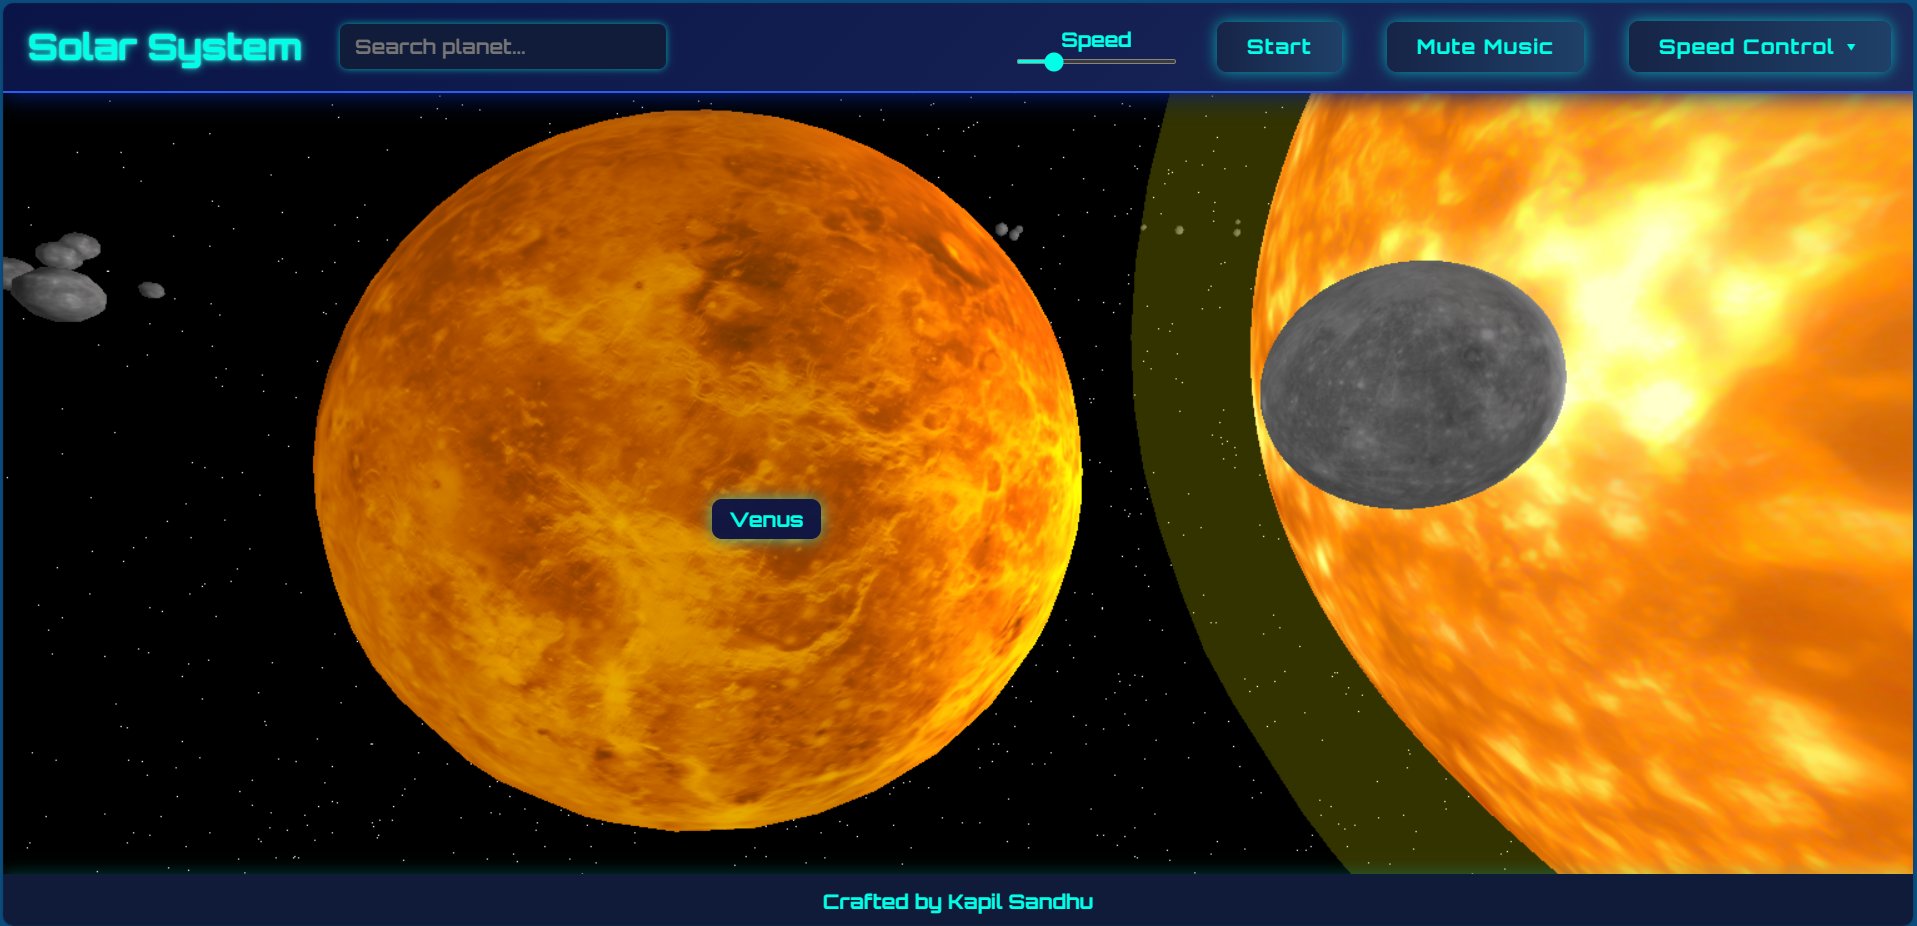 Solar System
Search planet...
Speed
Start
Mute Music
Speed Control ▼
Venus
Crafted by Kapil Sandhu